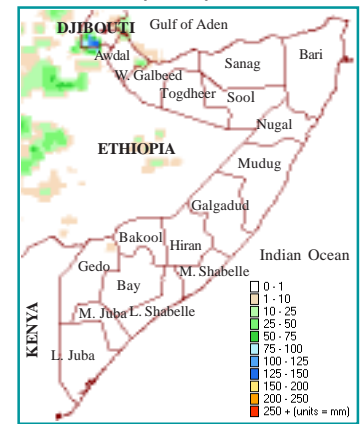 DJIBOUTI
Gulf of Aden
Awdal
Bari
Sanag
W. Galbeed
Togdheer
Sool
Nugal
ETHIOPIA
Mudug
Galgadud
Bakool
Hiran
Indian Ocean
Gedo
M. Shabelle
Bay
M. Juba
L. Shabelle
KENYA
L. Juba
0 - 1
1 - 10
10 - 25
25 - 50
50 - 75
75 - 100
100 - 125
125 - 150
150 - 200
200 - 250
250 + (units = mm)